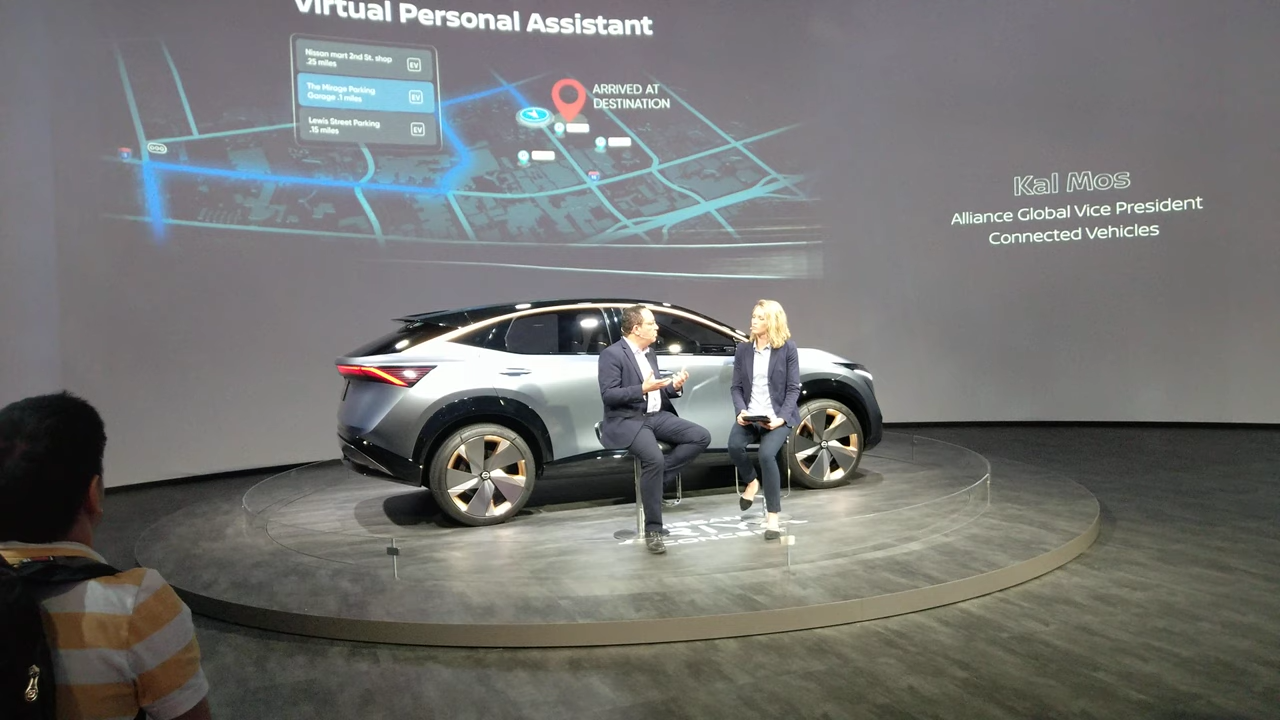 Virtual Personal Assistant
Nissan mart 2nd St. shop
.25 miles
EV
The Mirage Parking
Garage .1 miles
EV
Lewis Street Parking
.15 miles
EV
ARRIVED AT
DESTINATION
Kal Mos
Alliance Global Vice President
Connected Vehicles